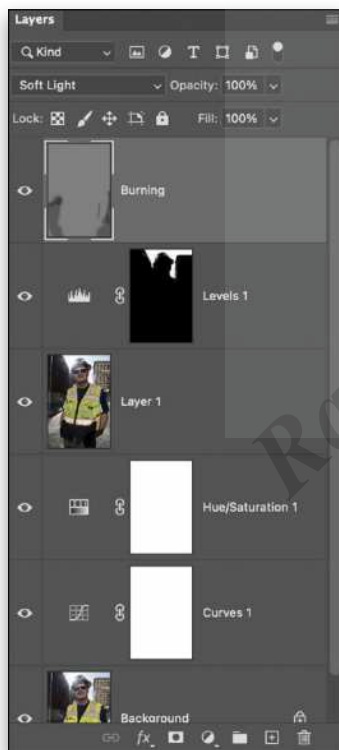 Layers
Kind
Soft Light Opacity: 100%
Lock: Fill: 100%
Burning
Levels 1
Layer 1
Hue/Saturation 1
Curves 1
Background
fx